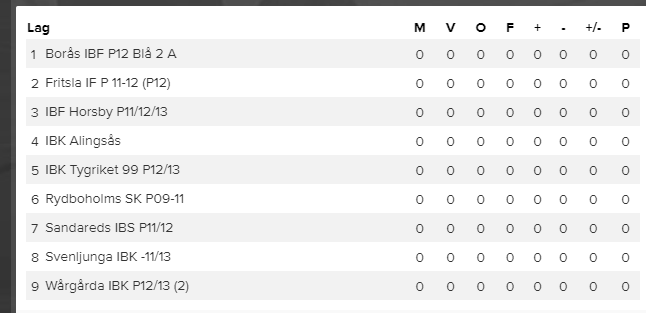 Lag M V O F + - +/- P
1 Borås IBF P12 Blå 2 A 0 0 0 0 0 0 0 0
2 Fritsla IF P 11-12 (P12) 0 0 0 0 0 0 0 0
3 IBF Horsby P11/12/13 0 0 0 0 0 0 0 0
4 IBK Alingsås 0 0 0 0 0 0 0 0
5 IBK Tygriket 99 P12/13 0 0 0 0 0 0 0 0
6 Rydboholms SK P09-11 0 0 0 0 0 0 0 0
7 Sandareds IBS P11/12 0 0 0 0 0 0 0 0
8 Svenljunga IBK -11/13 0 0 0 0 0 0 0 0
9 Wårgårda IBK P12/13 (2) 0 0 0 0 0 0 0 0